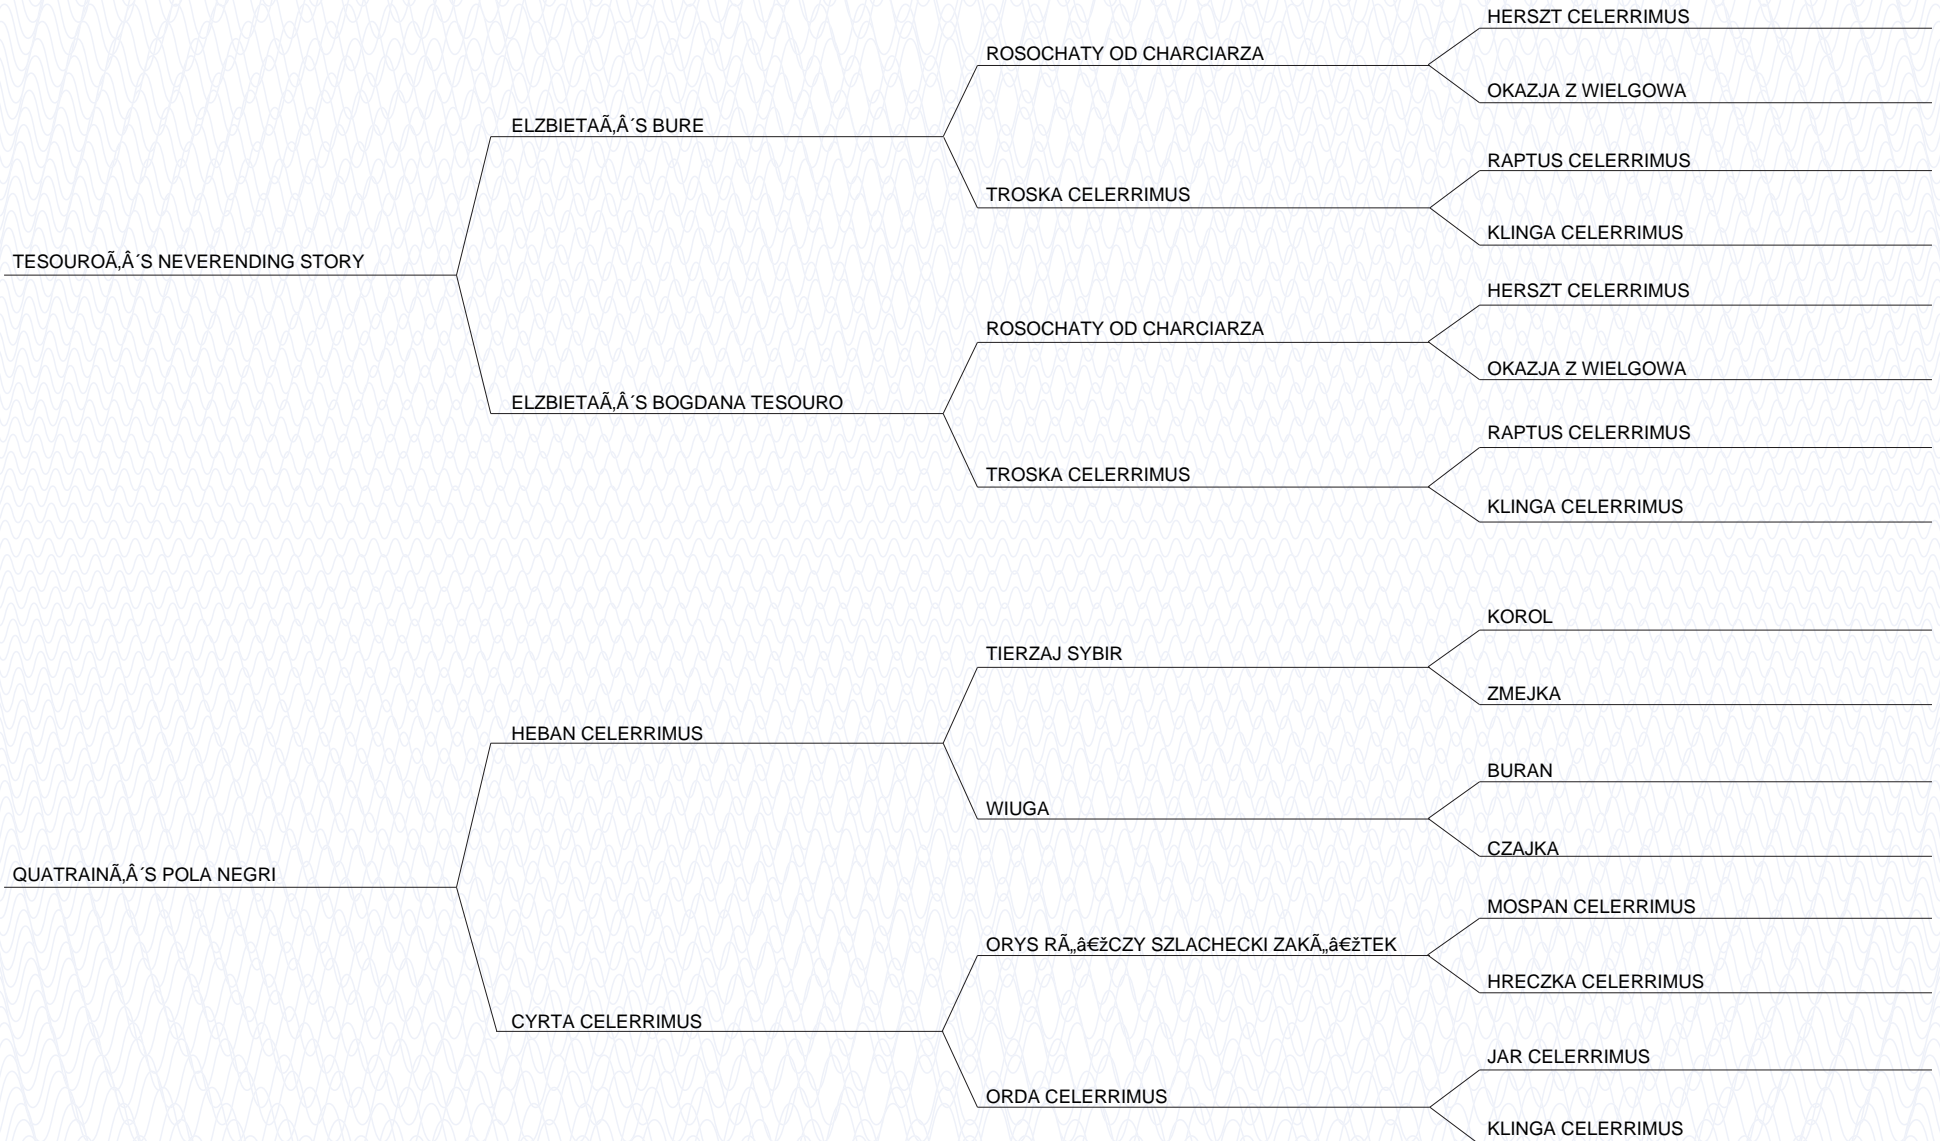 HERSZT CELERRIMUS
ROSOCHATY OD CHARCIARZA
OKAZJA Z WIELGOWA
ELZBIETAÃ‚Â´S BURE
RAPTUS CELERRIMUS
TROSKA CELERRIMUS
KLINGA CELERRIMUS
TESOUROÃ‚Â´S NEVERENDING STORY
HERSZT CELERRIMUS
ROSOCHATY OD CHARCIARZA
OKAZJA Z WIELGOWA
ELZBIETAÃ‚Â´S BOGDANA TESOURO
RAPTUS CELERRIMUS
TROSKA CELERRIMUS
KLINGA CELERRIMUS
KOROL
TIERZAJ SYBIR
ZMEJKA
HEBAN CELERRIMUS
BURAN
WIUGA
CZAJKA
QUATRAINÃ‚Â´S POLA NEGRI
MOSPAN CELERRIMUS
ORYS RÃ„â€žCZY SZLACHECKI ZAKÃ„â€žTEK
HRECZKA CELERRIMUS
CYRTA CELERRIMUS
JAR CELERRIMUS
ORDA CELERRIMUS
KLINGA CELERRIMUS